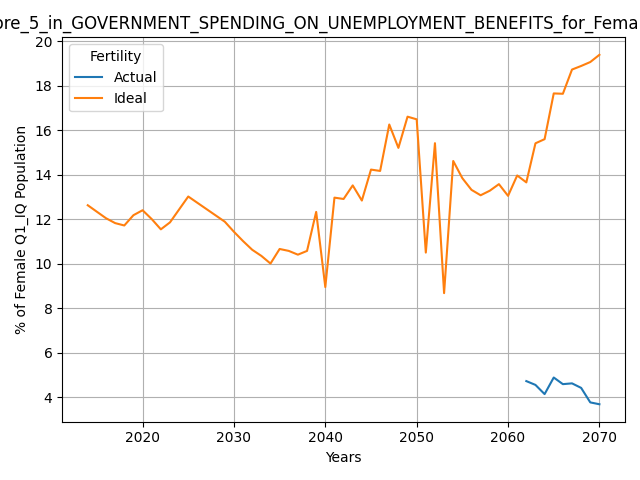 ore_5_in_GOVERNMENT_SPENDING_ON_UNEMPLOYMENT_BENEFITS_for_Fema
20
18
16
14
12
10
8
6
4
% of Female Q1_IQ Population
Fertility
Actual
Ideal
2020 2030 2040 2050 2060 2070
Years